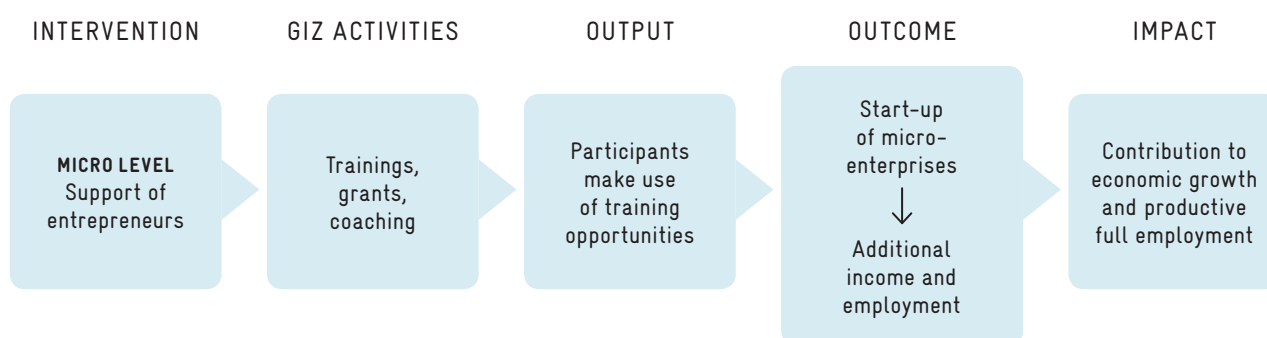 INTERVENTION
GIZ ACTIVITIES
OUTPUT
OUTCOME
IMPACT
MICRO LEVEL
Support of
entrepreneurs
Trainings,
grants,
coaching
Participants
make use
of training
opportunities
Start-up
of micro-
enterprises
Additional
income and
employment
Contribution to
economic growth
and productive
full employment